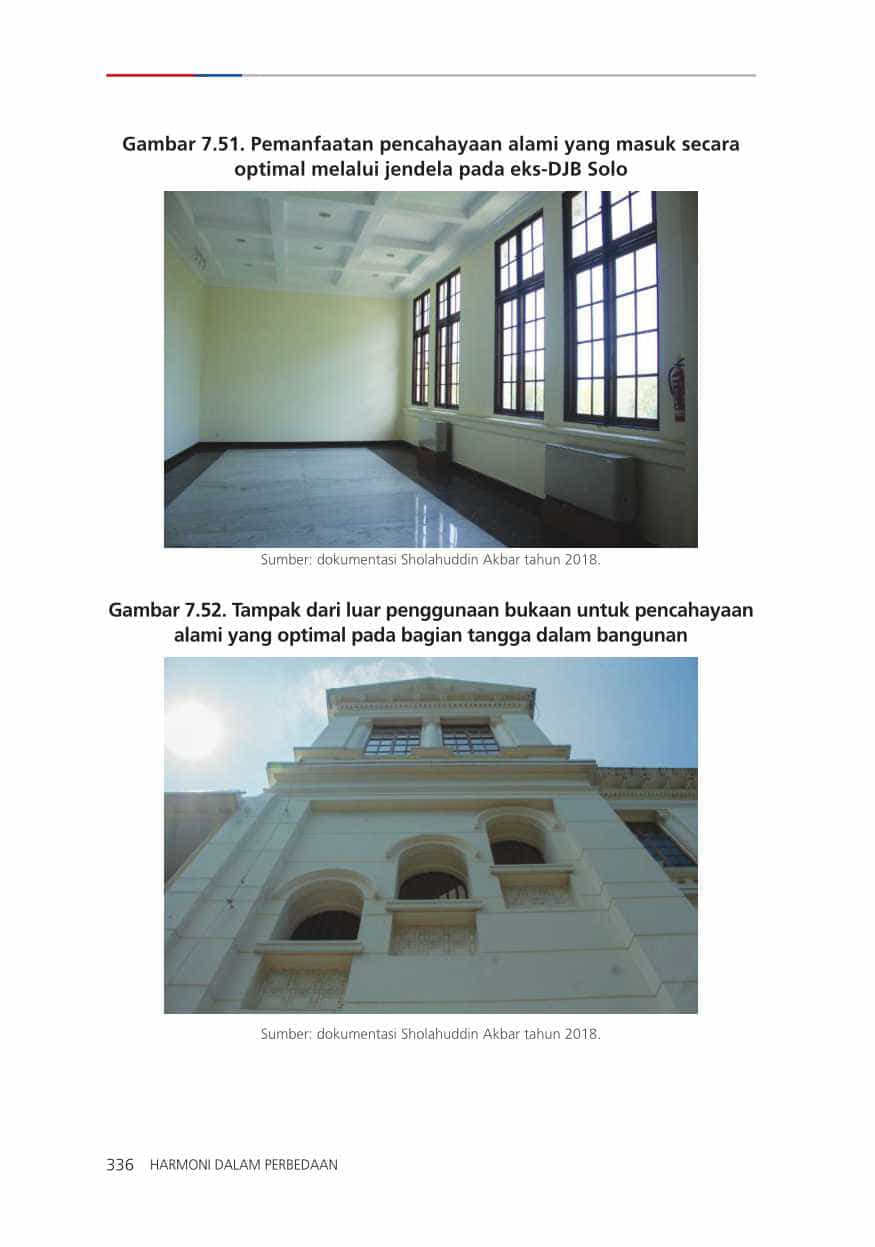 Gambar 7.51. Pemanfaatan pencahayaan alami yang masuk secara
optimal melalui jendela pada eks-DJB Solo
Sumber: dokumentasi Sholahuddin Akbar tahun 2018.
Gambar 7.52. Tampak dari luar penggunaan bukaan untuk pencahayaan
alami yang optimal pada bagian tangga dalam bangunan
Sumber: dokumentasi Sholahuddin Akbar tahun 2018.
336 HARMONI DALAM PERBEDAAN